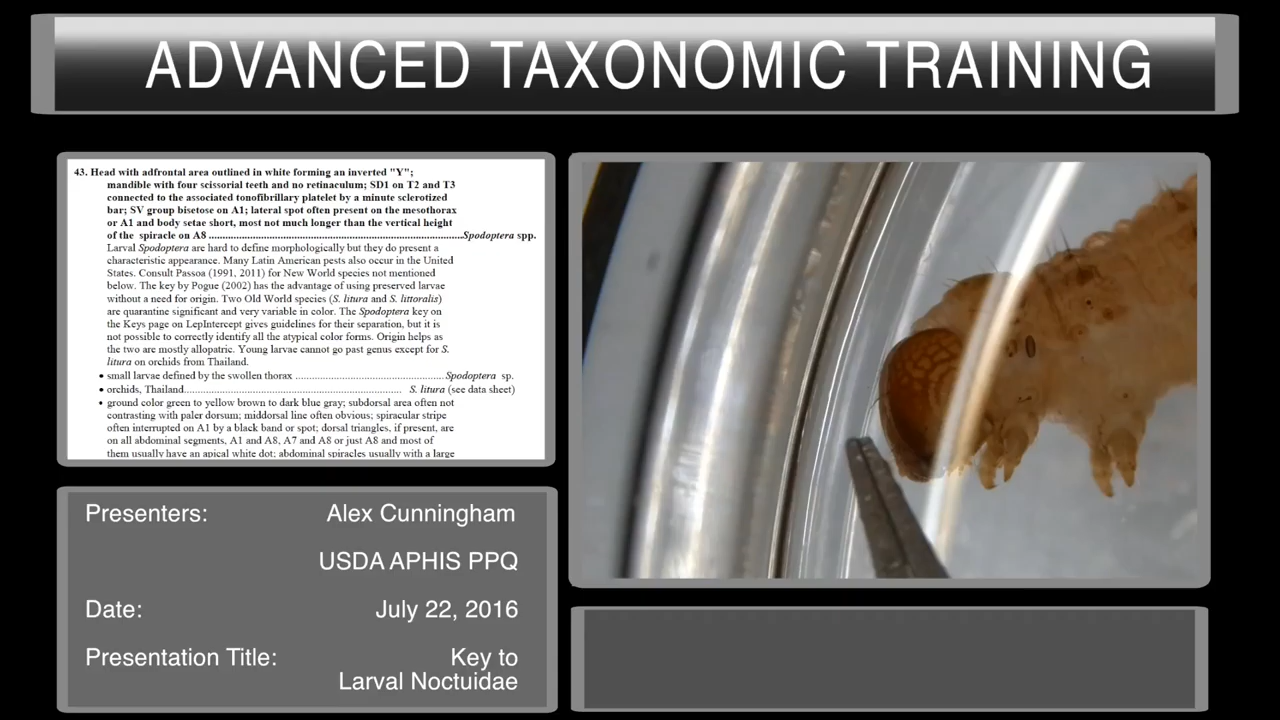 ADVANCED TAXONOMIC TRAINING
43. Head with adfrontal area outlined in white forming an inverted "Y";
mandible with four scissorial teeth and no retinaculum; SD1 on T2 and T3
connected to the associated tonofibrillary platelet by a minute sclerotized
bar; SV group bisetose on A1; lateral spot often present on the mesothorax
or A1 and body setae short, most not much longer than the vertical height
of the spiracle on A8 ......................................................................Spodoptera spp.
Larval Spodoptera are hard to define morphologically but they do present a
characteristic appearance. Many Latin American pests also occur in the United
States. Consult Passoa (1991, 2011) for New World species not mentioned
below. The key by Pogue (2002) has the advantage of using preserved larvae
without a need for origin. Two Old World species (S. litura and S. littoralis)
are quarantine significant and very variable in color. The Spodoptera key on
the Keys page on LepIntercept gives guidelines for their separation, but it is
not possible to correctly identify all the atypical color forms. Origin helps as
the two are mostly allopatric. Young larvae cannot go past genus except for S.
litura on orchids from Thailand.
• small larvae defined by the swollen thorax ................................................Spodoptera sp.
• orchids, Thailand.................................................................... S. litura (see data sheet)
• ground color green to yellow brown to dark blue gray; subdorsal area often not
contrasting with paler dorsum; middorsal line often obvious; spiracular stripe
often interrupted on A1 by a black band or spot; dorsal triangles, if present, are
on all abdominal segments, A1 and A8, A7 and A8 or just A8 and most of
them usually have an apical white dot; abdominal spiracles usually with a large
Presenters: Alex Cunningham
USDA APHIS PPQ
Date: July 22, 2016
Presentation Title: Key to
Larval Noctuidae